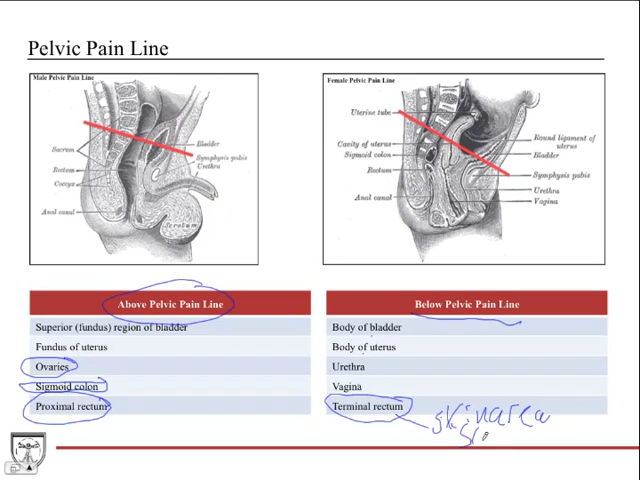 Pelvic Pain Line
Male Pelvic Pain Line
Sacrum
Rectum
Coccyx
Anal canal
Bladder
Symphysis pubis
Urethra
Scrotum
Female Pelvic Pain Line
Uterine tube
Cavity of uterus
Sigmoid colon
Rectum
Anal canal
Round ligament of
uterus
Bladder
Symphysis pubis
Urethra
Vagina
Above Pelvic Pain Line
Superior (fundus) region of bladder
Fundus of uterus
Ovaries
Sigmoid colon
Proximal rectum
Below Pelvic Pain Line
Body of bladder
Body of uterus
Urethra
Vagina
Terminal rectum
skinarea